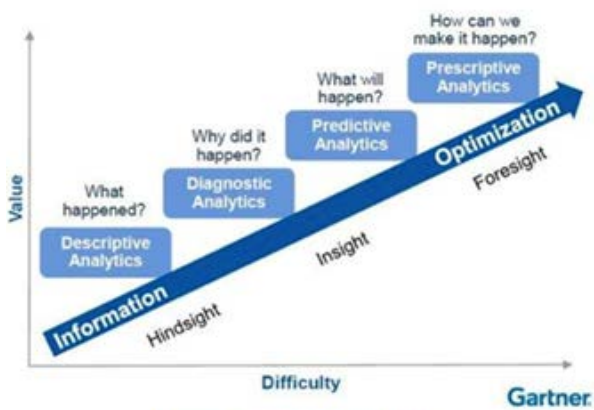 How can we
make it happen?
Prescriptive
Analytics
What will
happen?
Predictive
Analytics
Why did it
happen?
Diagnostic
Analytics
What
happened?
Descriptive
Analytics
Optimization
Foresight
Insight
Information
Hindsight
Value
Difficulty
Gartner.